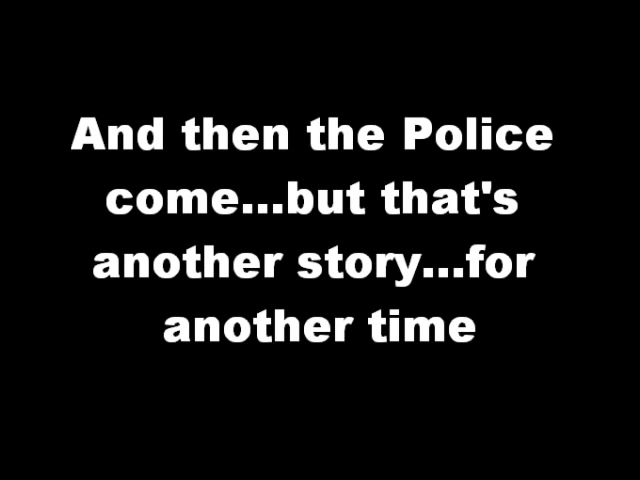 And then the Police
come...but that's
another story...for
another time